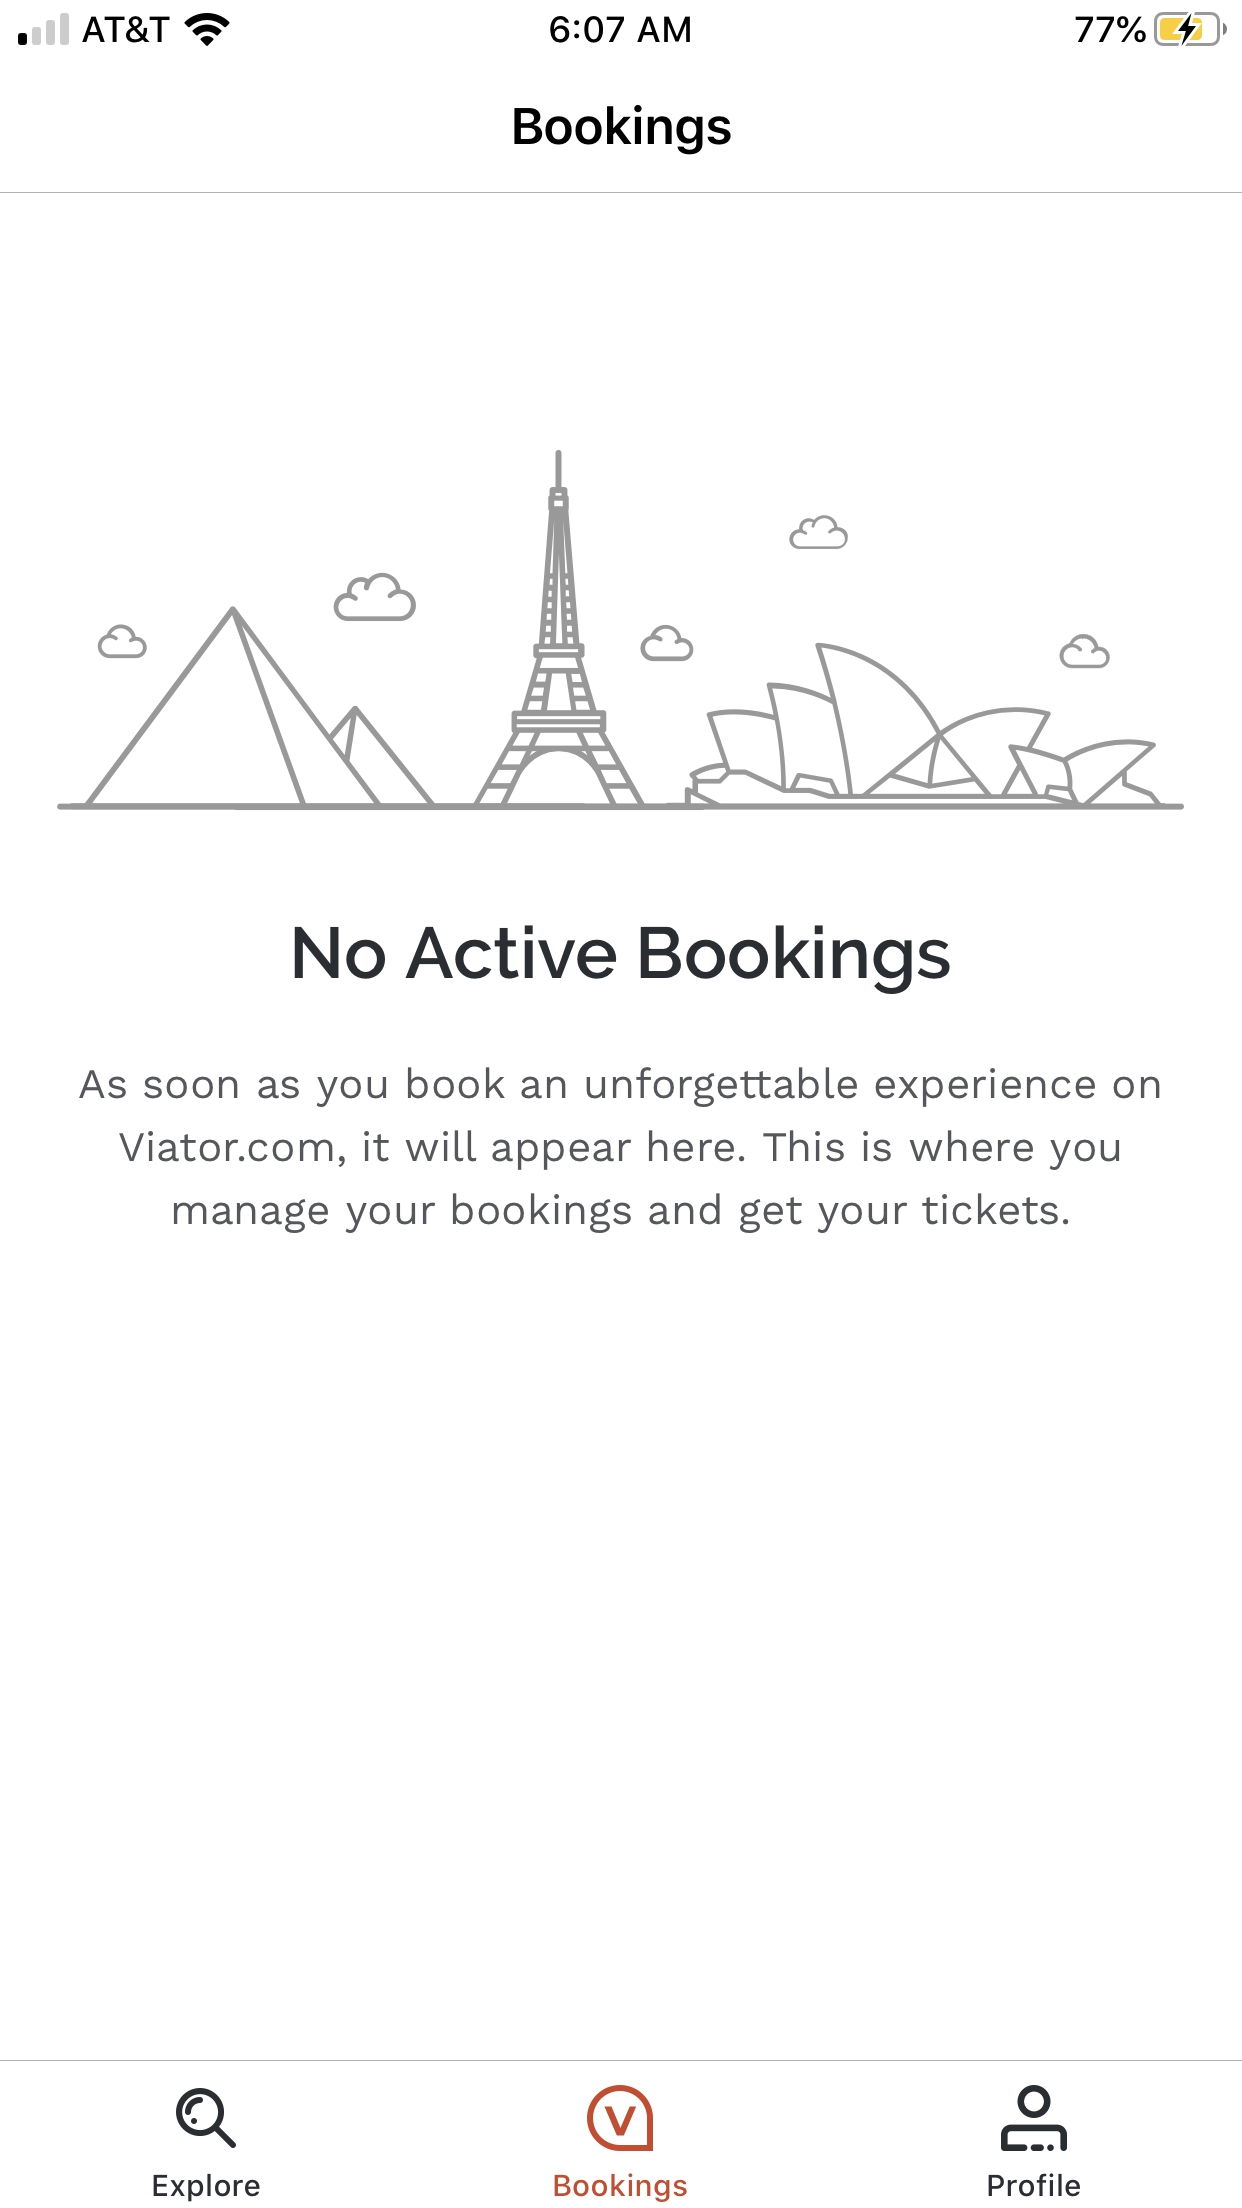 AT&T
6:07 AM
77%
Bookings
No Active Bookings
As soon as you book an unforgettable experience on
Viator.com, it will appear here. This is where you
manage your bookings and get your tickets.
V
Explore
Bookings
Profile